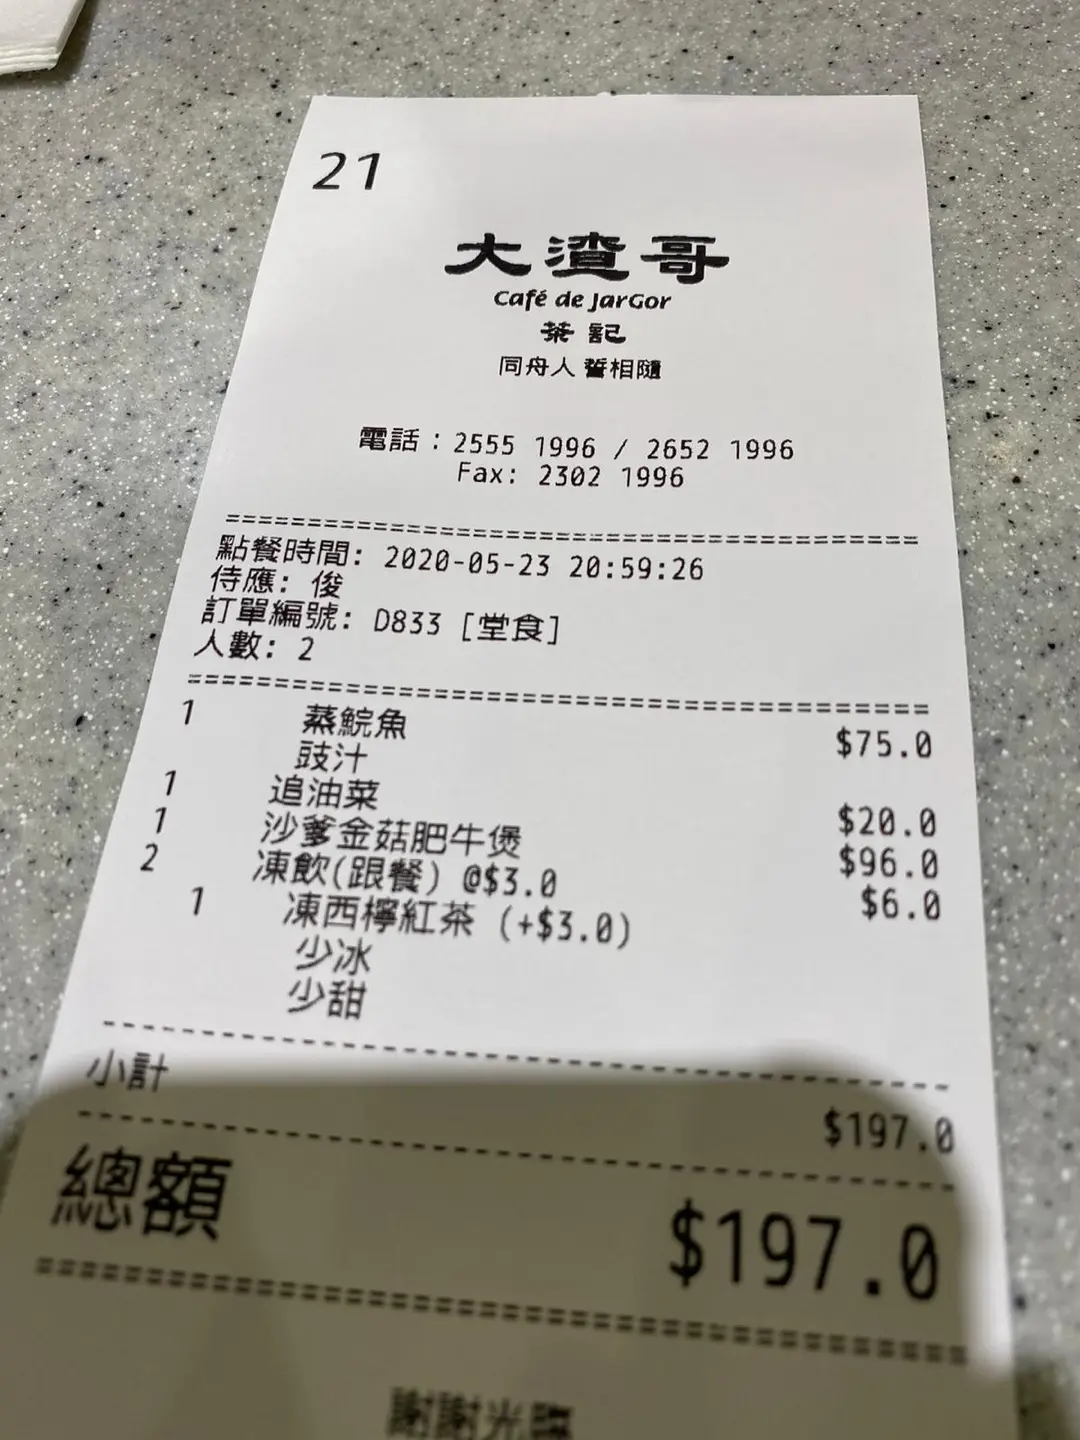 21
大渣哥
Café de JarGor
茶記
同舟人 誓相隨
電話：2555 1996 / 2652 1996
Fax: 2302 1996
點餐時間: 2020-05-23 20:59:26
侍應: 俊
訂單編號: D833 [堂食]
人數: 2
1 蒸鯇魚 $75.0
豉汁
1 追油菜 $20.0
1 沙爹金菇肥牛煲 $96.0
2 凍飲(跟餐) @$3.0 $6.0
1 凍西檸紅茶 (+$3.0)
少冰
少甜
小計 $197.0
總額 $197.0
謝謝光臨